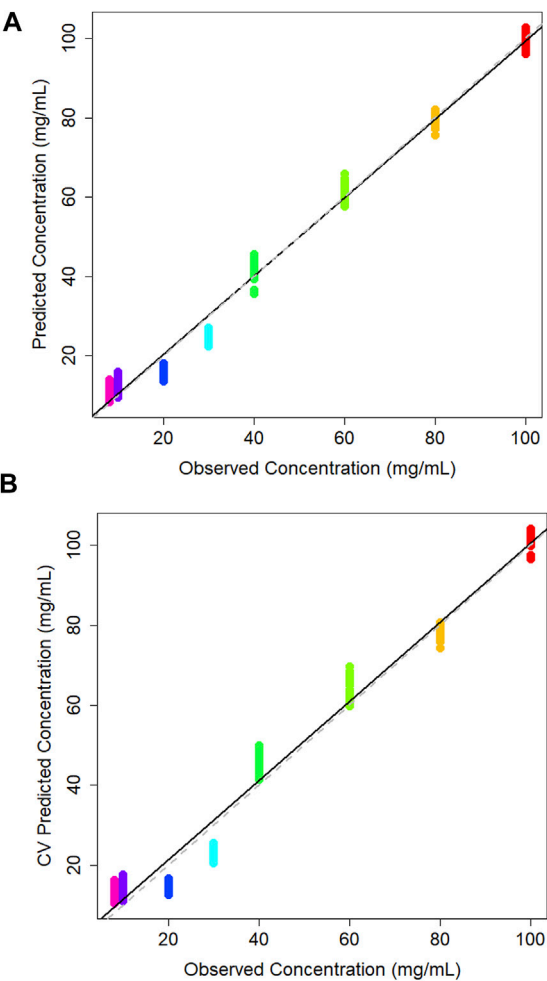 A
Predicted Concentration (mg/mL)
100
80
60
40
20
20 40 60 80 100
Observed Concentration (mg/mL)
B
CV Predicted Concentration (mg/mL)
100
80
60
40
20
20 40 60 80 100
Observed Concentration (mg/mL)